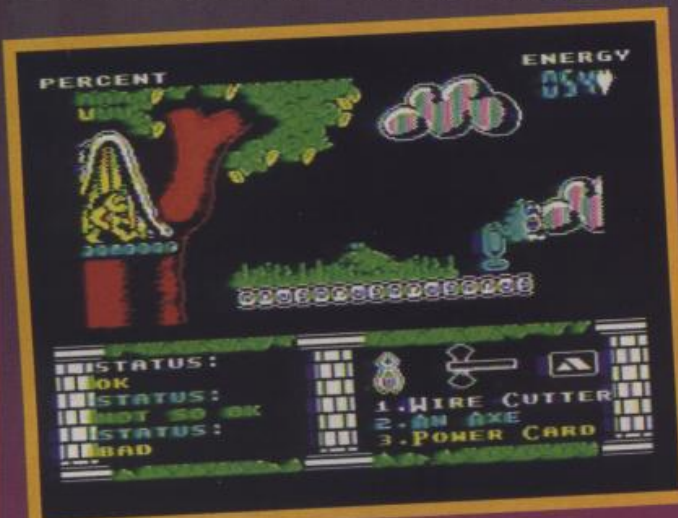 PERCENT
ENERGY
054
STATUS:
OK
STATUS:
NOT SO OK
STATUS:
BAD
1.WIRE CUTTER
2.AN AXE
3.POWER CARD